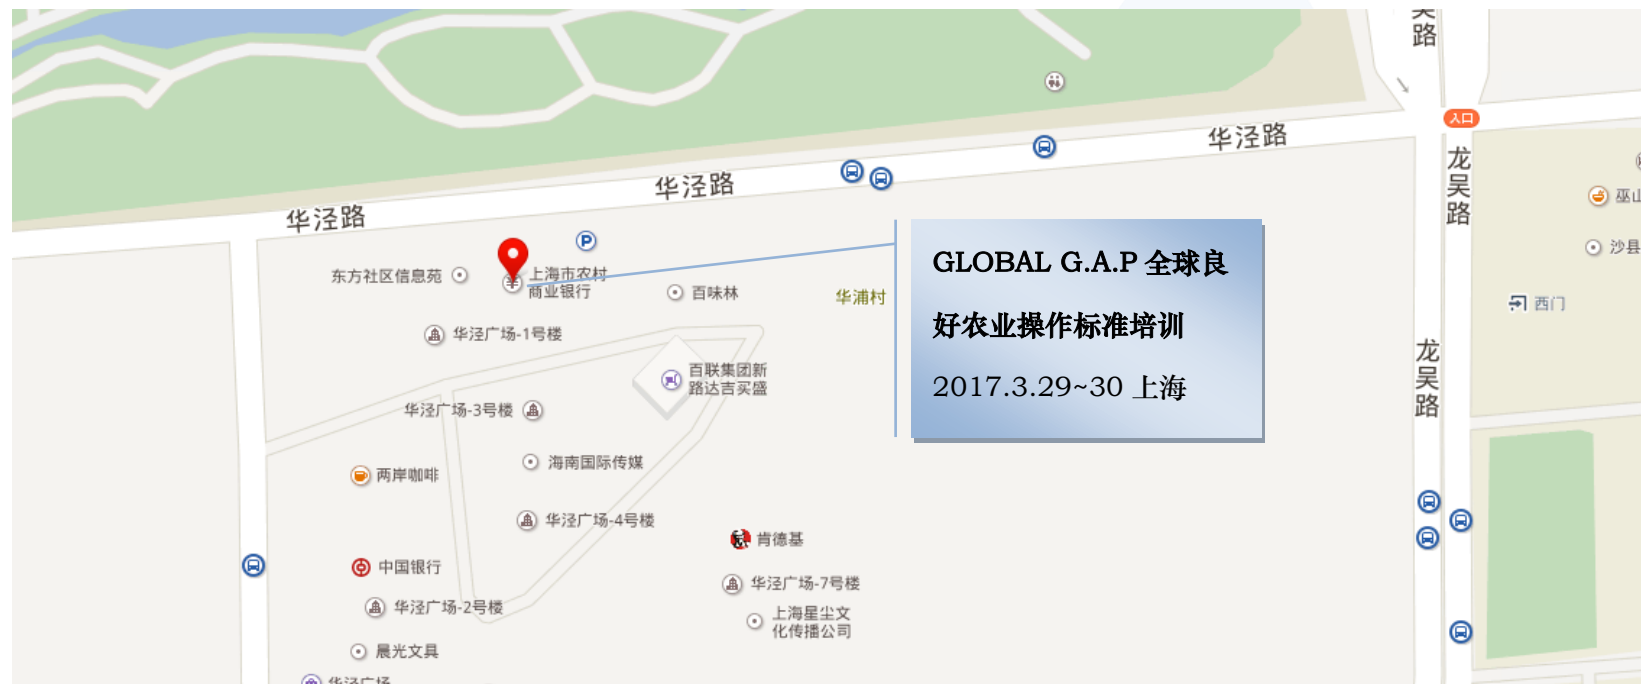 吴路
华泾路
入口
华泾路
龙吴路
巫山
华泾路
P
东方社区信息苑
上海市农村
商业银行
百味林
华浦村
GLOBAL G.A.P 全球良
好农业操作标准培训
2017.3.29~30 上海
沙县
西门
华泾广场-1号楼
百联集团新
路达吉买盛
龙吴路
华泾广场-3号楼
海南国际传媒
两岸咖啡
华泾广场-4号楼
肯德基
中国银行
华泾广场-7号楼
华泾广场-2号楼
上海星尘文
化传播公司
晨光文具
华泾广场